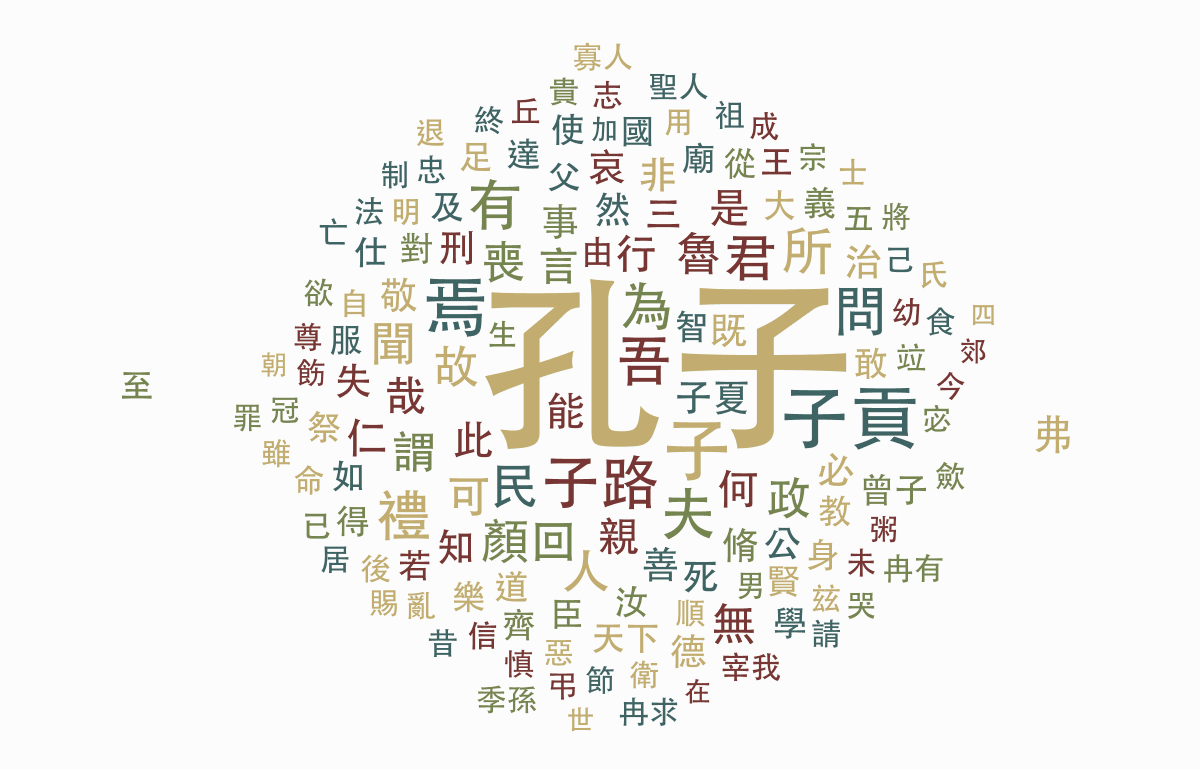 寡人
貴
志
聖人
終
丘
使
加
國
用
祖
成
退
足
達
父
哀
非
廟
從
王
宗
士
制
忠
法
明
及
有
事
然
三
是
大
義
五
將
亡
仕
對
刑
喪
言
由
行
魯
君
所
治
己
氏
欲
自
敬
焉
孔子
為
智
既
問
幼
食
四
尊
服
聞
生
吾
朝
飭
失
哉
故
能
子夏
敢
竝
郊
今
至
罪
冠
祭
仁
謂
此
子
子貢
宓
弗
雖
命
如
禮
可
民
子路
夫
何
政
必
教
曾子
歛
已
得
顏回
親
脩
公
身
未
粥
冉有
居
後
若
知
人
善
死
男
賢
茲
哭
賜
亂
樂
道
臣
汝
順
無
學
請
昔
信
齊
惡
天下
德
慎
弔
節
衛
在
宰我
季孫
世
冉求